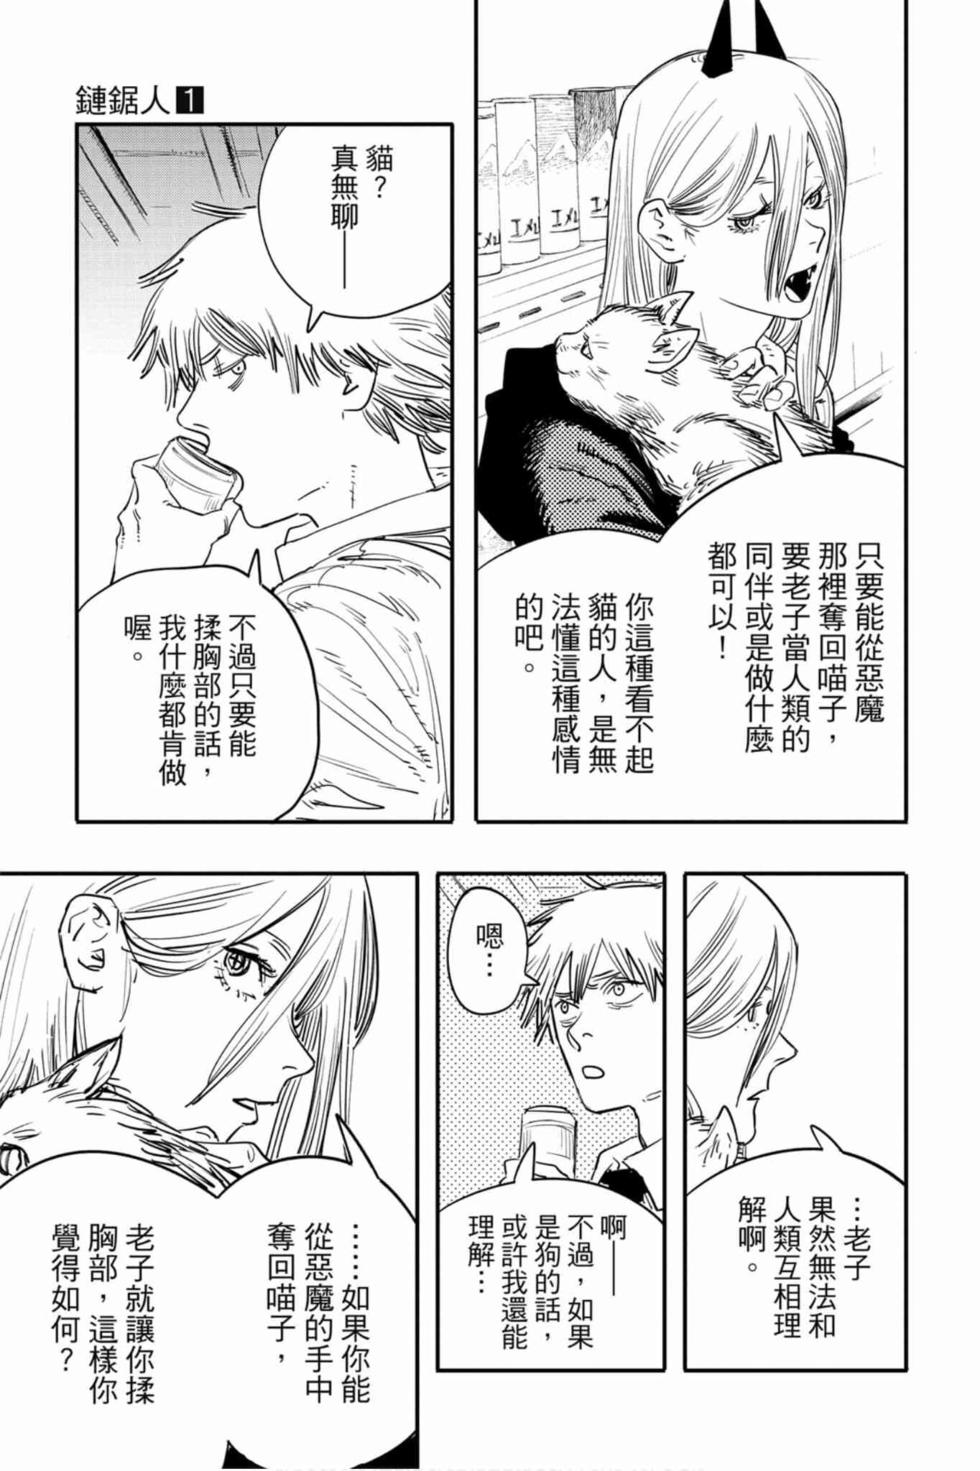 鏈鋸人1
只要能從惡魔
那裡奪回喵子，
要老子當人類的
同伴或是做什麼
都可以！
你這種看不起
貓的人，是無
法懂這種感情
的吧。
貓？
真無聊——
不過只要能
揉胸部的話，
我什麼都肯做
喔。
…老子
果然無法和
人類互相理
解啊。
嗯…
啊——
不過，如果
是狗的話，
或許我還能
理解…
……如果你能
從惡魔的手中
奪回喵子，
老子就讓你揉
胸部，這樣你
覺得如何？